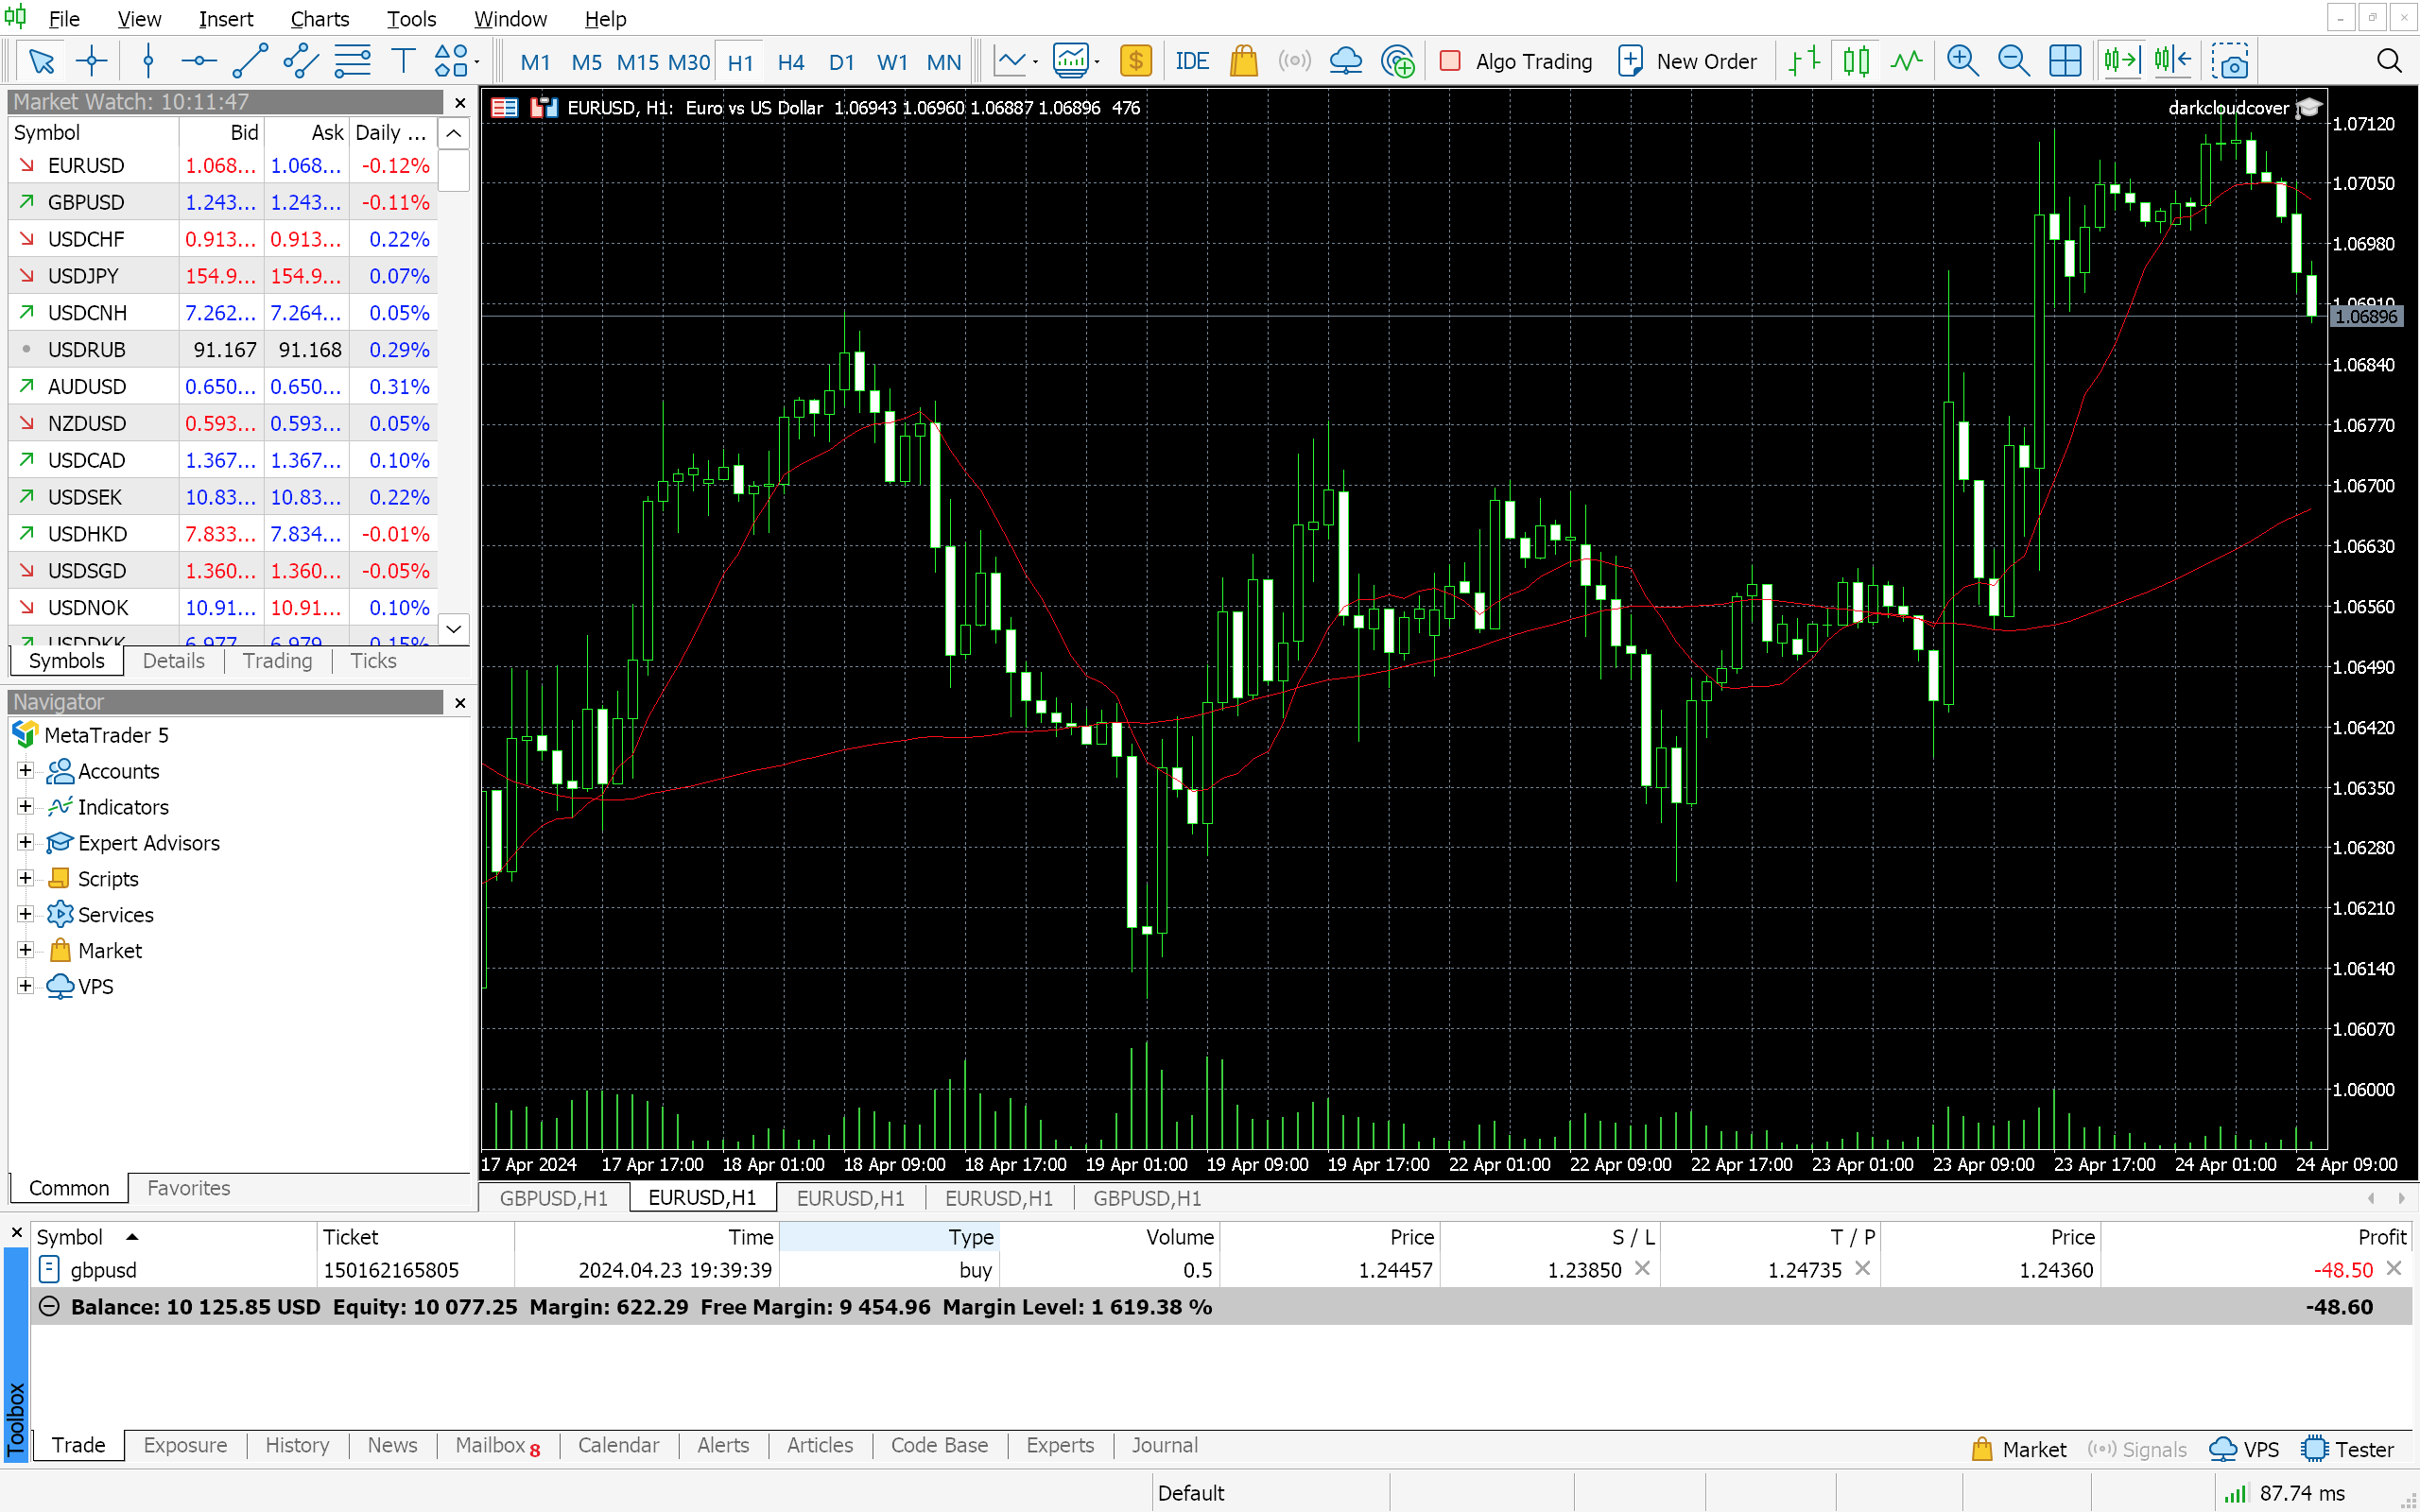 File View Insert Charts Tools Window Help
M1 M5 M15 M30 H1 H4 D1 W1 MN $ IDE Algo Trading New Order
Market Watch: 10:11:47
Symbol Bid Ask Daily ...
EURUSD 1.068... 1.068... -0.12%
GBPUSD 1.243... 1.243... -0.11%
USDCHF 0.913... 0.913... 0.22%
USDJPY 154.9... 154.9... 0.07%
USDCNH 7.262... 7.264... 0.05%
USDRUB 91.167 91.168 0.29%
AUDUSD 0.650... 0.650... 0.31%
NZDUSD 0.593... 0.593... 0.05%
USDCAD 1.367... 1.367... 0.10%
USDSEK 10.83... 10.83... 0.22%
USDHKD 7.833... 7.834... -0.01%
USDSGD 1.360... 1.360... -0.05%
USDNOK 10.91... 10.91... 0.10%
USDDKK 6.977... 6.979... 0.15%
Symbols Details Trading Ticks
Navigator
MetaTrader 5
Accounts
Indicators
Expert Advisors
Scripts
Services
Market
VPS
Common Favorites
EURUSD, H1: Euro vs US Dollar 1.06943 1.06960 1.06887 1.06896 476
darkcloudcover
1.07120
1.07050
1.06980
1.06910
1.06896
1.06840
1.06770
1.06700
1.06630
1.06560
1.06490
1.06420
1.06350
1.06280
1.06210
1.06140
1.06070
1.06000
17 Apr 2024 17 Apr 17:00 18 Apr 01:00 18 Apr 09:00 18 Apr 17:00 19 Apr 01:00 19 Apr 09:00 19 Apr 17:00 22 Apr 01:00 22 Apr 09:00 22 Apr 17:00 23 Apr 01:00 23 Apr 09:00 23 Apr 17:00 24 Apr 01:00 24 Apr 09:00
GBPUSD,H1 EURUSD,H1 EURUSD,H1 EURUSD,H1 GBPUSD,H1
Symbol Ticket Time Type Volume Price S / L T / P Price Profit
gbpusd 150162165805 2024.04.23 19:39:39 buy 0.5 1.24457 1.23850 1.24735 1.24360 -48.50
Balance: 10 125.85 USD Equity: 10 077.25 Margin: 622.29 Free Margin: 9 454.96 Margin Level: 1 619.38 % -48.60
Toolbox
Trade Exposure History News Mailbox 8 Calendar Alerts Articles Code Base Experts Journal
Market Signals VPS Tester
Default 87.74 ms